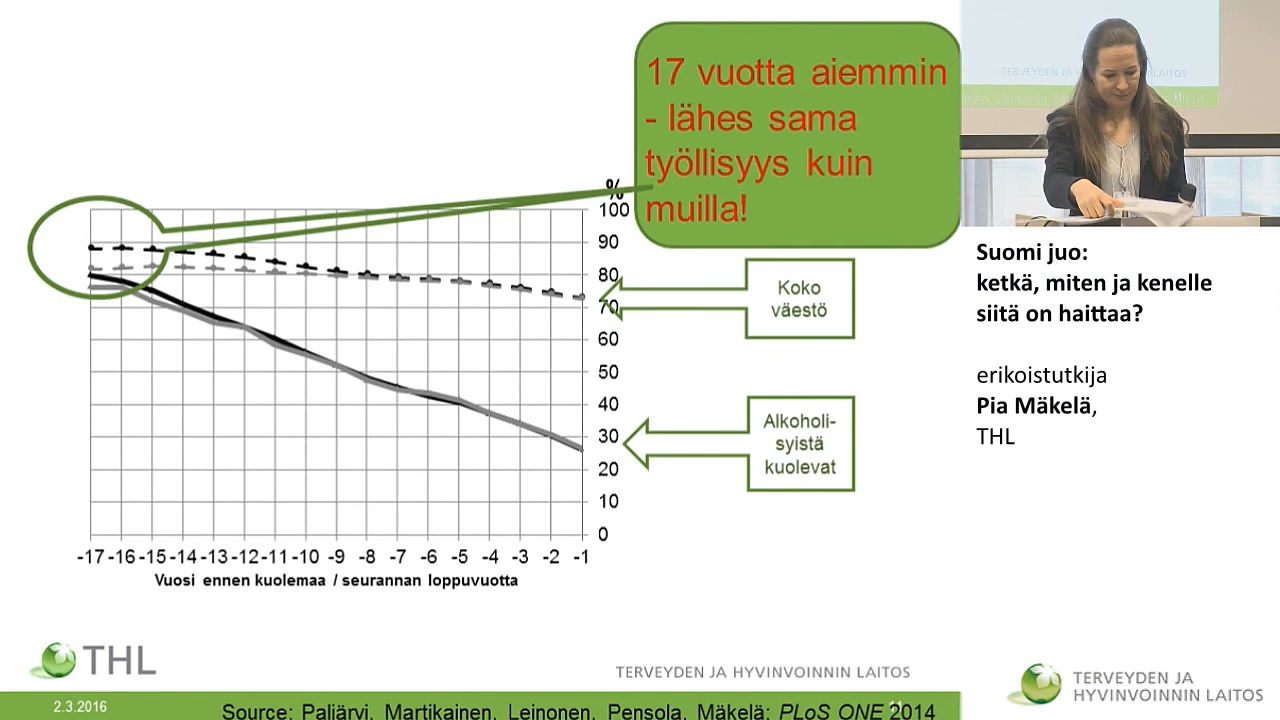 17 vuotta aiemmin
- lähes sama
työllisyys kuin
muilla!
%
100
90
80
70
60
50
40
30
20
10
0
-17 -16 -15 -14 -13 -12 -11 -10 -9 -8 -7 -6 -5 -4 -3 -2 -1
Vuosi ennen kuolemaa / seurannan loppuvuotta
Koko
väestö
Alkoholi-
syistä
kuolevat
Suomi juo:
ketkä, miten ja kenelle
siitä on haittaa?
erikoistutkija
Pia Mäkelä,
THL
THL
TERVEYDEN JA HYVINVOINNIN LAITOS
2.3.2016
Source: Paljärvi, Martikainen, Leinonen, Pensola, Mäkelä: PLoS ONE 2014
TERVEYDEN JA
HYVINVOINNIN LAITOS